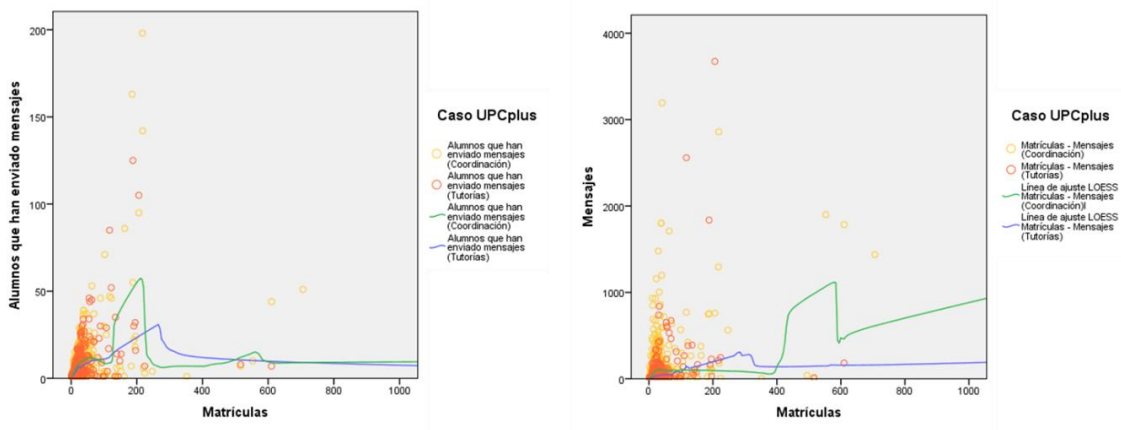 Alumnos que han enviado mensajes
200
150
100
50
0
0
200
400
600
800
1000
Matrículas
Caso UPCplus
Alumnos que han
enviado mensajes
(Coordinación)
Alumnos que han
enviado mensajes
(Tutorías)
Alumnos que han
enviado mensajes
(Coordinación)
Alumnos que han
enviado mensajes
(Tutorías)
Mensajes
4000
3000
2000
1000
0
0
200
400
600
800
1000
Matrículas
Caso UPCplus
Matrículas - Mensajes
(Coordinación)
Matrículas - Mensajes
(Tutorías)
Línea de ajuste LOESS
Matrículas - Mensajes
(Coordinación)l
Línea de ajuste LOESS
Matrículas - Mensajes
(Tutorías)